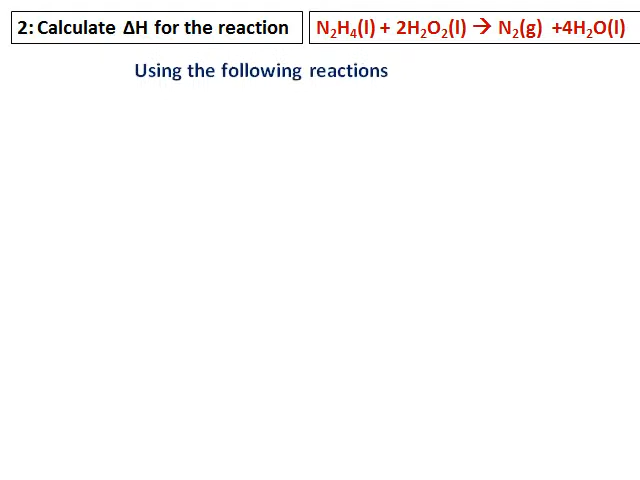 2: Calculate ΔH for the reaction N₂H₄(l) + 2H₂O₂(l) → N₂(g) +4H₂O(l)
Using the following reactions